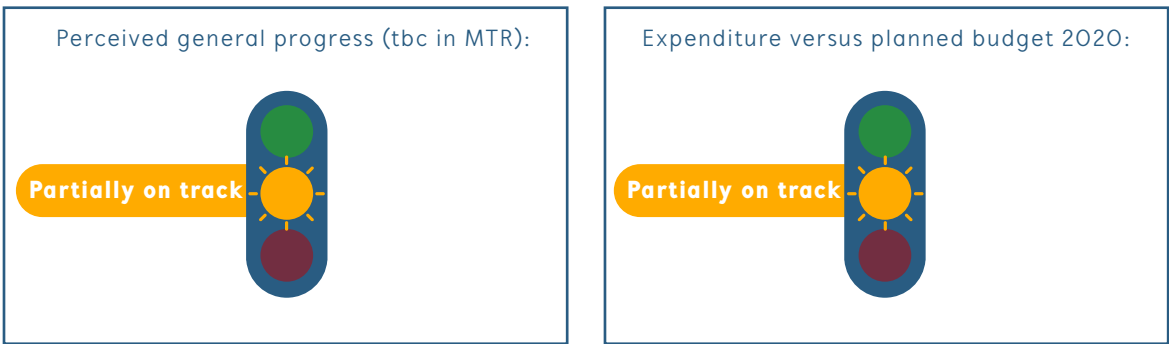 Perceived general progress (tbc in MTR):
Partially on track
Expenditure versus planned budget 2020:
Partially on track